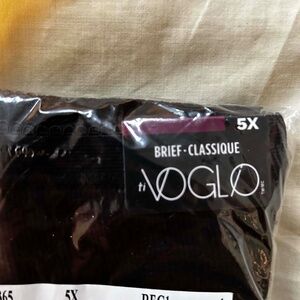 5X
BRIEF - CLASSIQUE
ti VOGLO
5X